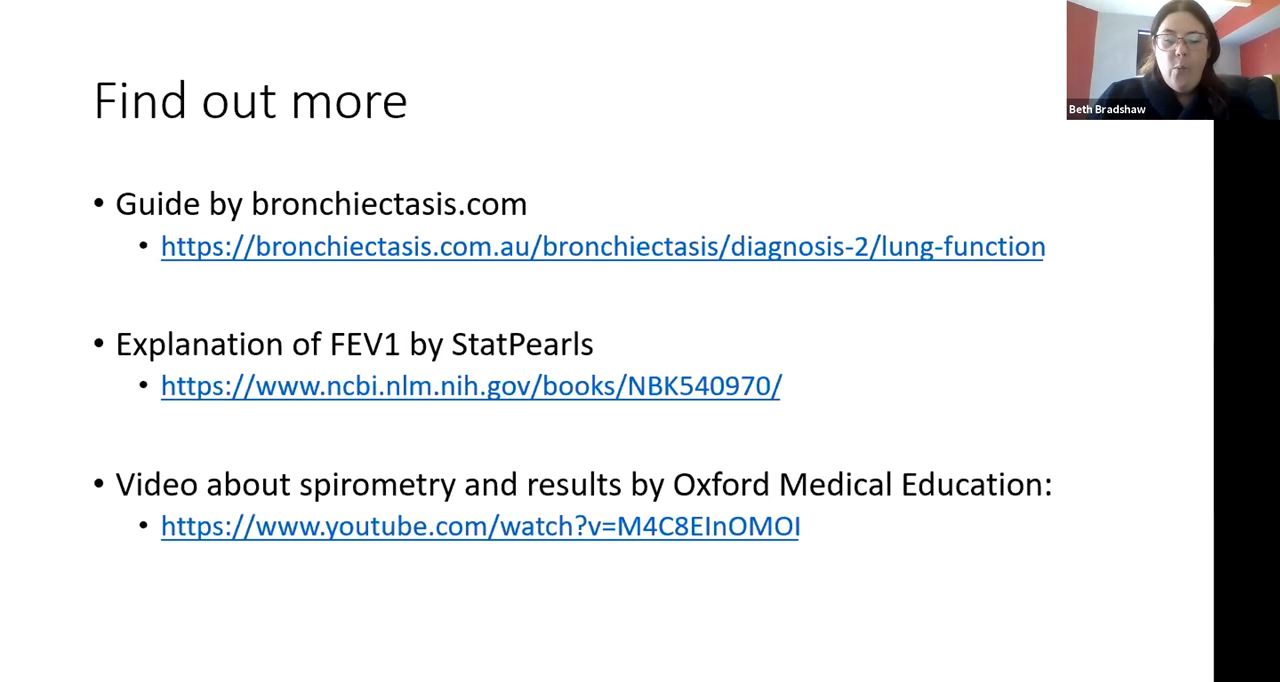 Find out more
Beth Bradshaw
• Guide by bronchiectasis.com
• https://bronchiectasis.com.au/bronchiectasis/diagnosis-2/lung-function
• Explanation of FEV1 by StatPearls
• https://www.ncbi.nlm.nih.gov/books/NBK540970/
• Video about spirometry and results by Oxford Medical Education:
• https://www.youtube.com/watch?v=M4C8EInOMOI